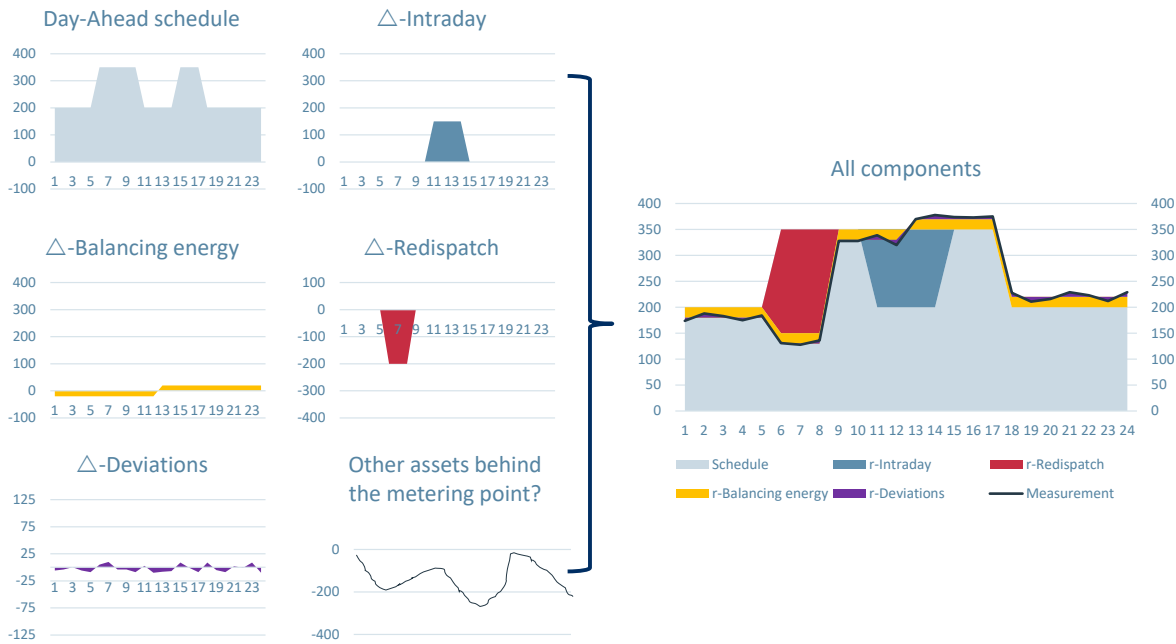 Day-Ahead schedule
400
300
200
100
0
-100
1 3 5 7 9 11 13 15 17 19 21 23
△-Intraday
400
300
200
100
0
-100
1 3 5 7 9 11 13 15 17 19 21 23
△-Balancing energy
400
300
200
100
0
-100
1 3 5 7 9 11 13 15 17 19 21 23
△-Redispatch
100
0
-100
-200
-300
-400
1 3 5 7 9 11 13 15 17 19 21 23
△-Deviations
125
75
25
-25
-75
-125
1 3 5 7 9 11 13 15 17 19 21 23
Other assets behind
the metering point?
0
-200
-400
All components
400 400
350 350
300 300
250 250
200 200
150 150
100 100
50 50
0 0
1 2 3 4 5 6 7 8 9 10 11 12 13 14 15 16 17 18 19 20 21 22 23 24
Schedule r-Intraday r-Redispatch
r-Balancing energy r-Deviations Measurement